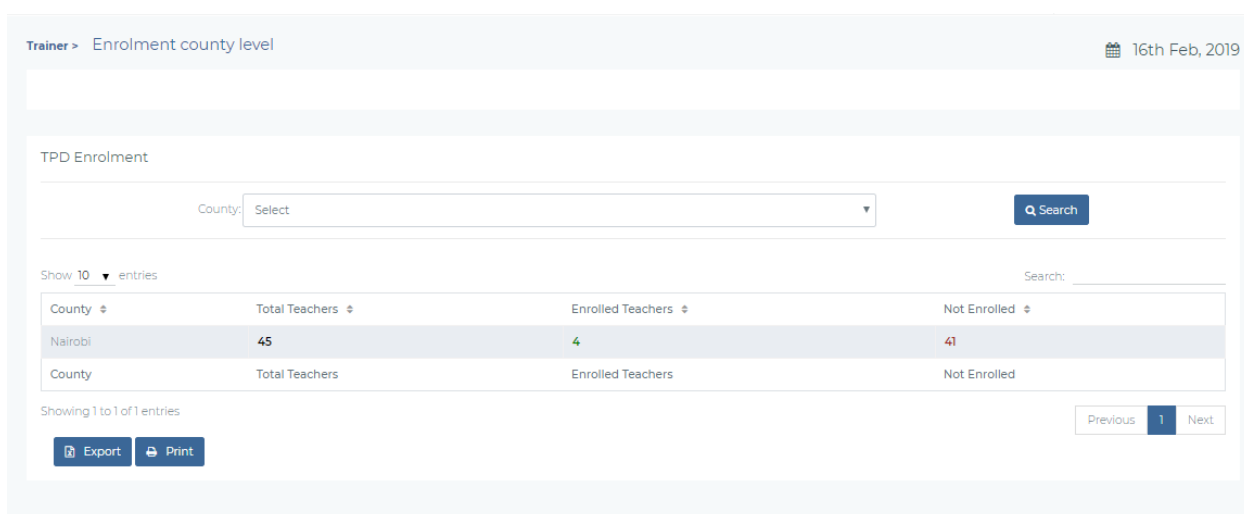 Trainer > Enrolment county level
16th Feb, 2019
TPD Enrolment
County: Select Search
Show 10 entries Search:
County Total Teachers Enrolled Teachers Not Enrolled
Nairobi 45 4 41
County Total Teachers Enrolled Teachers Not Enrolled
Showing 1 to 1 of 1 entries
Previous 1 Next
Export Print